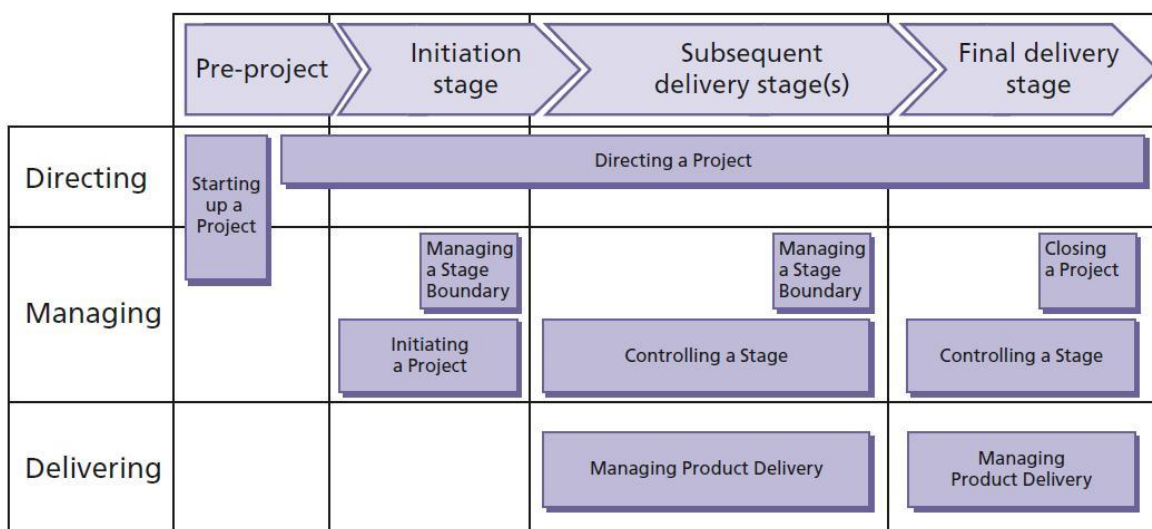 Pre-project
Initiation
stage
Subsequent
delivery stage(s)
Final delivery
stage
Directing
Starting
up a
Project
Directing a Project
Managing
Managing
a Stage
Boundary
Managing
a Stage
Boundary
Closing
a Project
Initiating
a Project
Controlling a Stage
Controlling a Stage
Delivering
Managing Product Delivery
Managing
Product Delivery